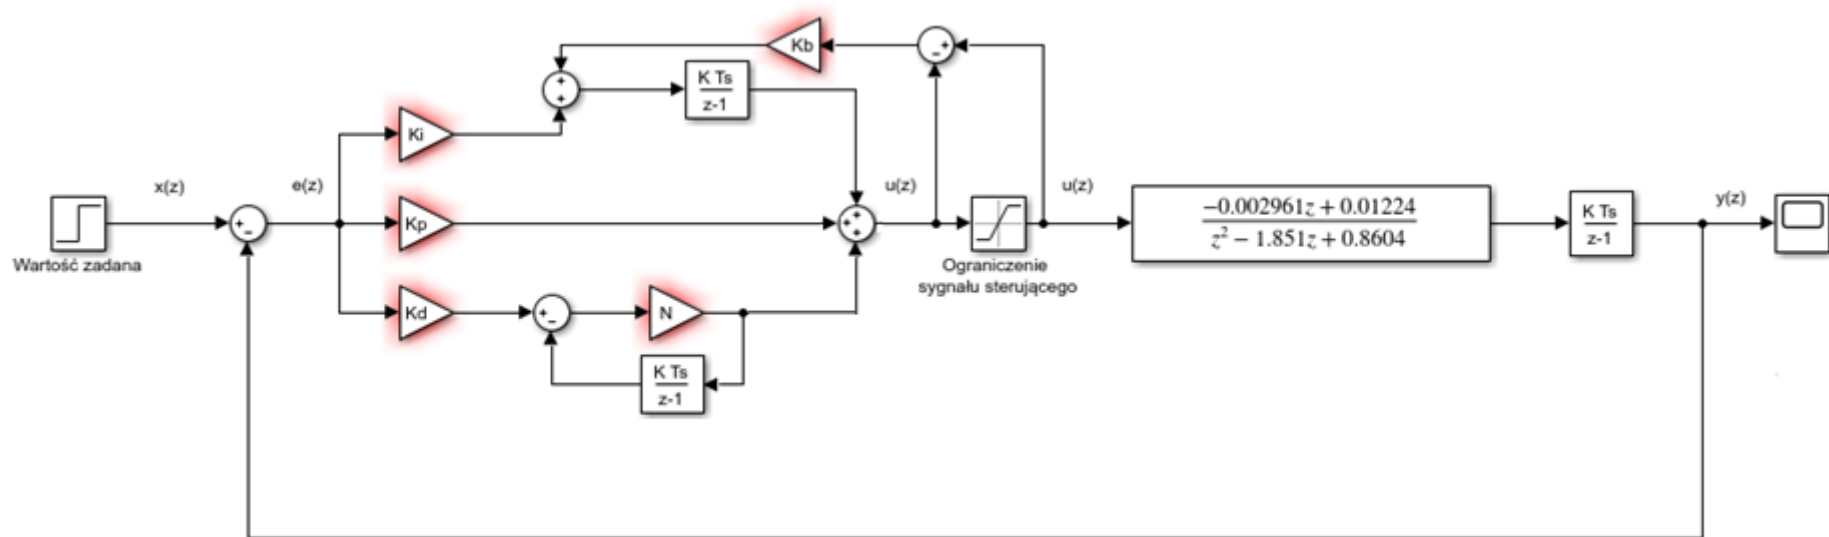 Kb
K Ts
z-1
Ki
x(z)
e(z)
u(z)
u(z)
y(z)
Kp
−0.002961z + 0.01224
z² − 1.851z + 0.8604
K Ts
z-1
Wartość zadana
Ograniczenie
sygnału sterującego
Kd
N
K Ts
z-1